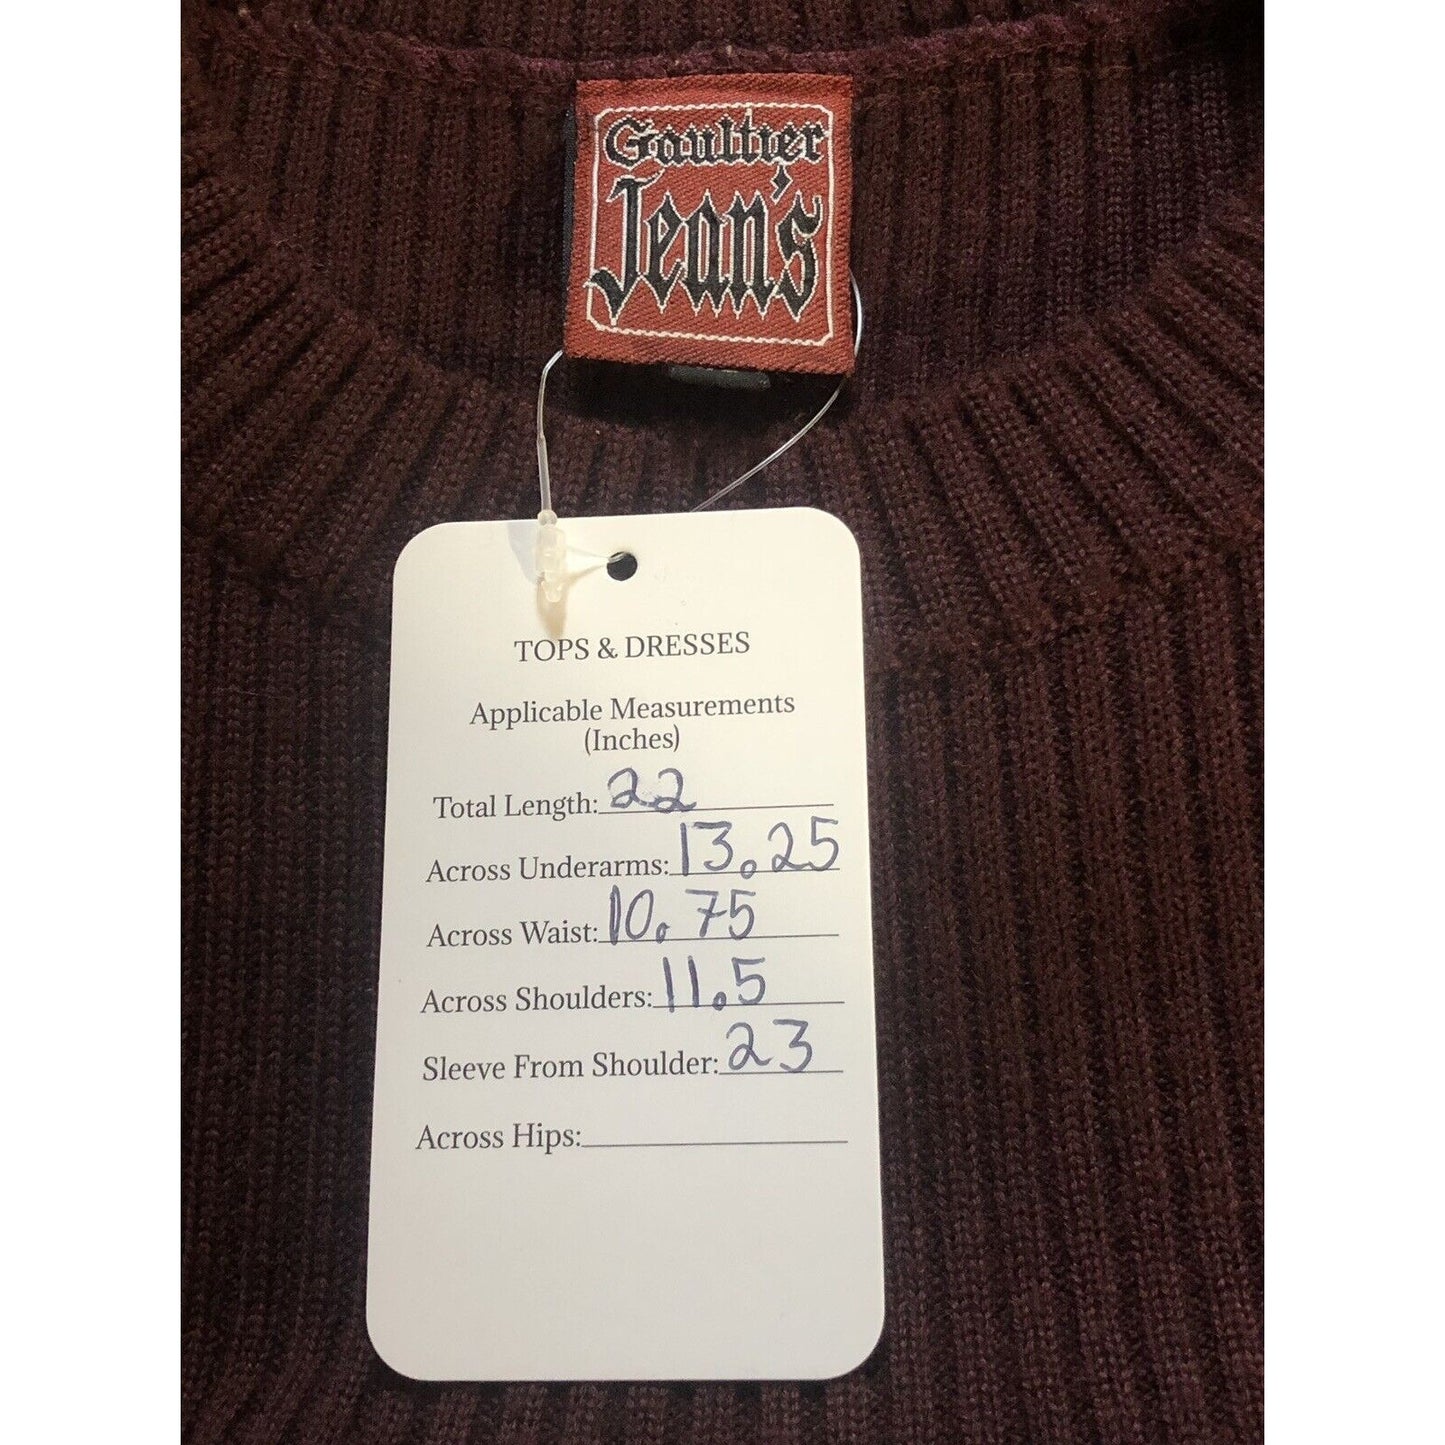 Gaultier
Jean's
TOPS & DRESSES
Applicable Measurements
(Inches)
Total Length: 22
Across Underarms: 13.25
Across Waist: 10.75
Across Shoulders: 11.5
Sleeve From Shoulder: 23
Across Hips: